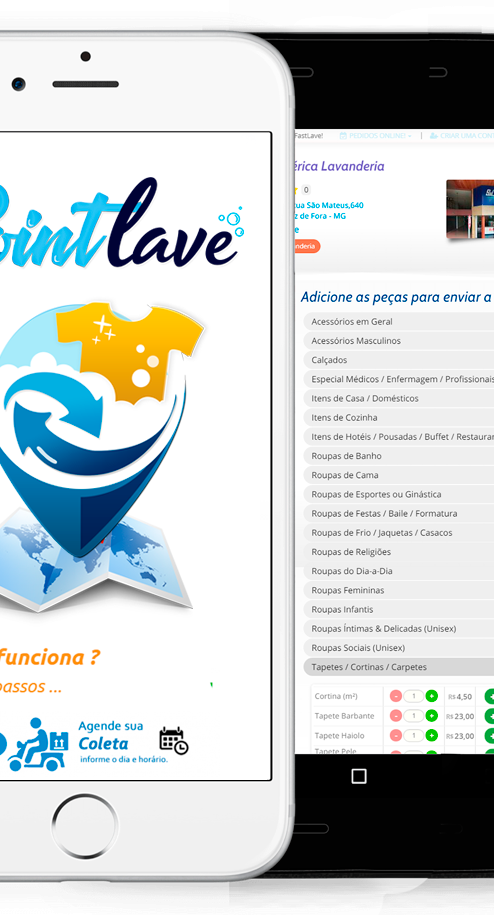 ointlave
funciona ?
passos ...
Agende sua
Coleta
informe o dia e horário.
FastLave!
PEDIDOS ONLINE
CRIAR UMA CON
érica Lavanderia
0
ua São Mateus,640
z de Fora - MG
e
anderia
Adicione as peças para enviar a
Acessórios em Geral
Acessórios Masculinos
Calçados
Especial Médicos / Enfermagem / Profissionais
Itens de Casa / Domésticos
Itens de Cozinha
Itens de Hotéis / Pousadas / Buffet / Restaurar
Roupas de Banho
Roupas de Cama
Roupas de Esportes ou Ginástica
Roupas de Festas / Baile / Formatura
Roupas de Frio / Jaquetas / Casacos
Roupas de Religiões
Roupas do Dia-a-Dia
Roupas Femininas
Roupas Infantis
Roupas Íntimas & Delicadas (Unisex)
Roupas Sociais (Unisex)
Tapetes / Cortinas / Carpetes
Cortina (m²) - 1 + R$ 4,50
Tapete Barbante - 1 + R$ 23,00
Tapete Haiolo - 1 + R$ 23,00
Tapete Pele